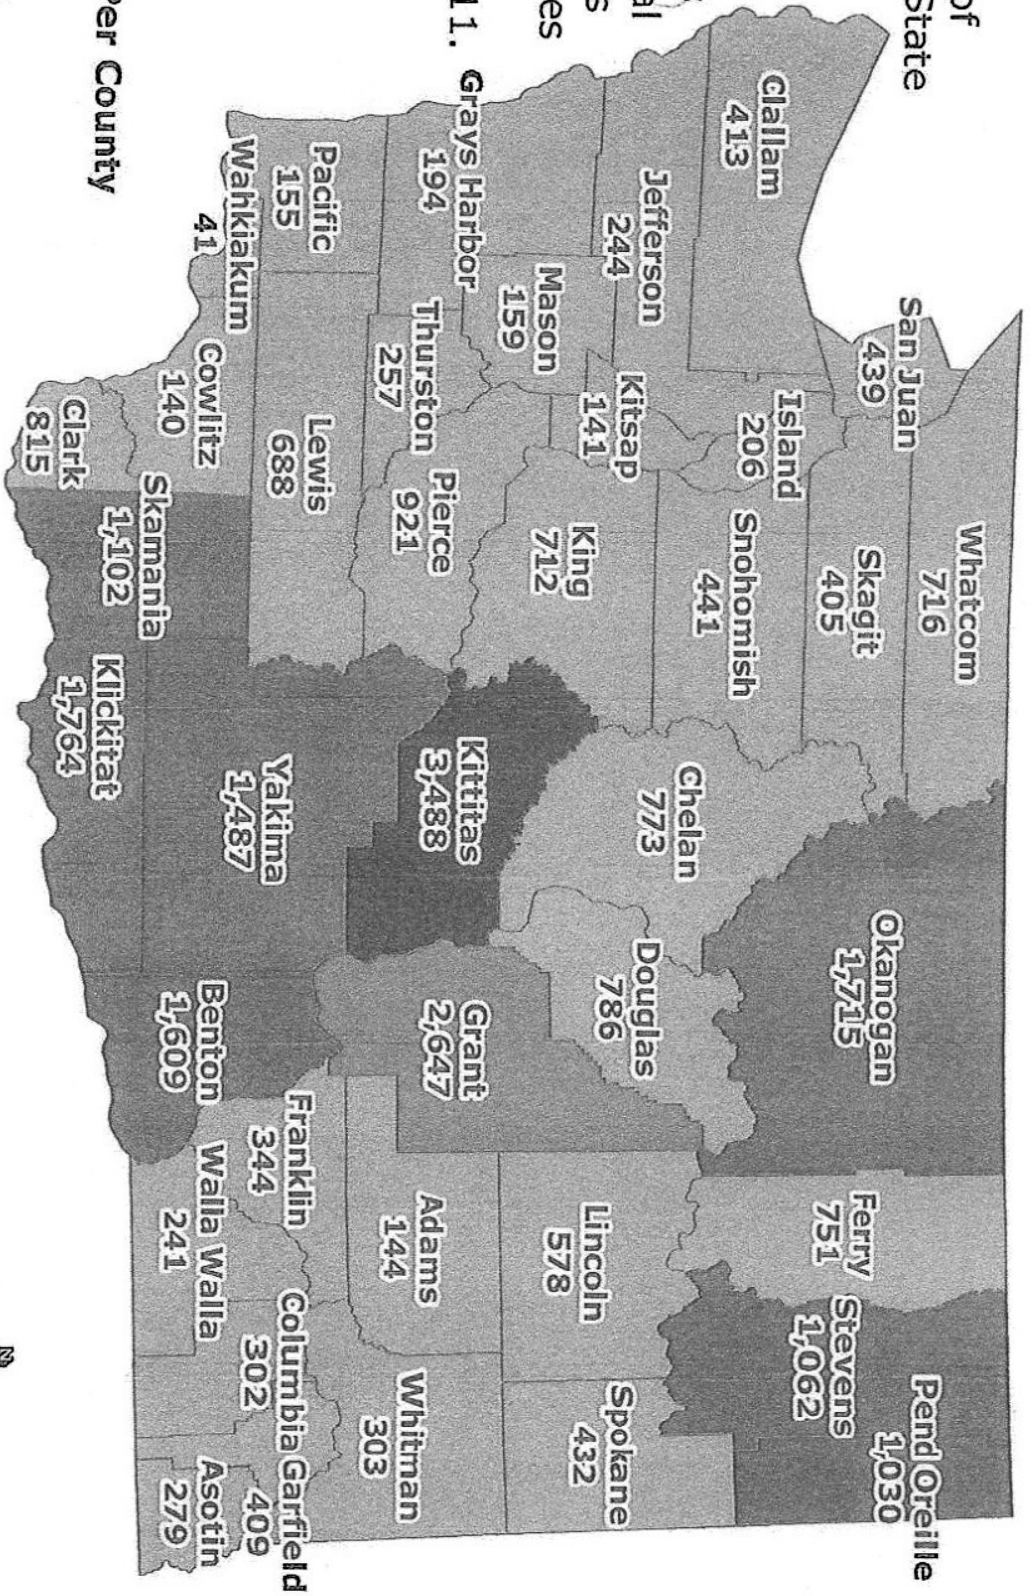 of
State
al
s
es
11.
per County
Clallam
413
Jefferson
244
Grays Harbor
194
Mason
159
Pacific
155
Wahkiakum
41
San Juan
439
Island
206
Kitsap
141
Thurston
257
Cowlitz
140
Clark
815
Lewis
688
Pierce
921
King
712
Snohomish
441
Skagit
405
Whatcom
716
Skamania
1,102
Klickitat
1,764
Yakima
1,487
Kittitas
3,488
Chelan
773
Douglas
786
Okanogan
1,715
Grant
2,647
Benton
1,609
Franklin
344
Walla Walla
241
Adams
144
Lincoln
578
Ferry
751
Stevens
1,062
Pend Oreille
1,030
Spokane
432
Whitman
303
Columbia
302
Garfield
409
Asotin
279